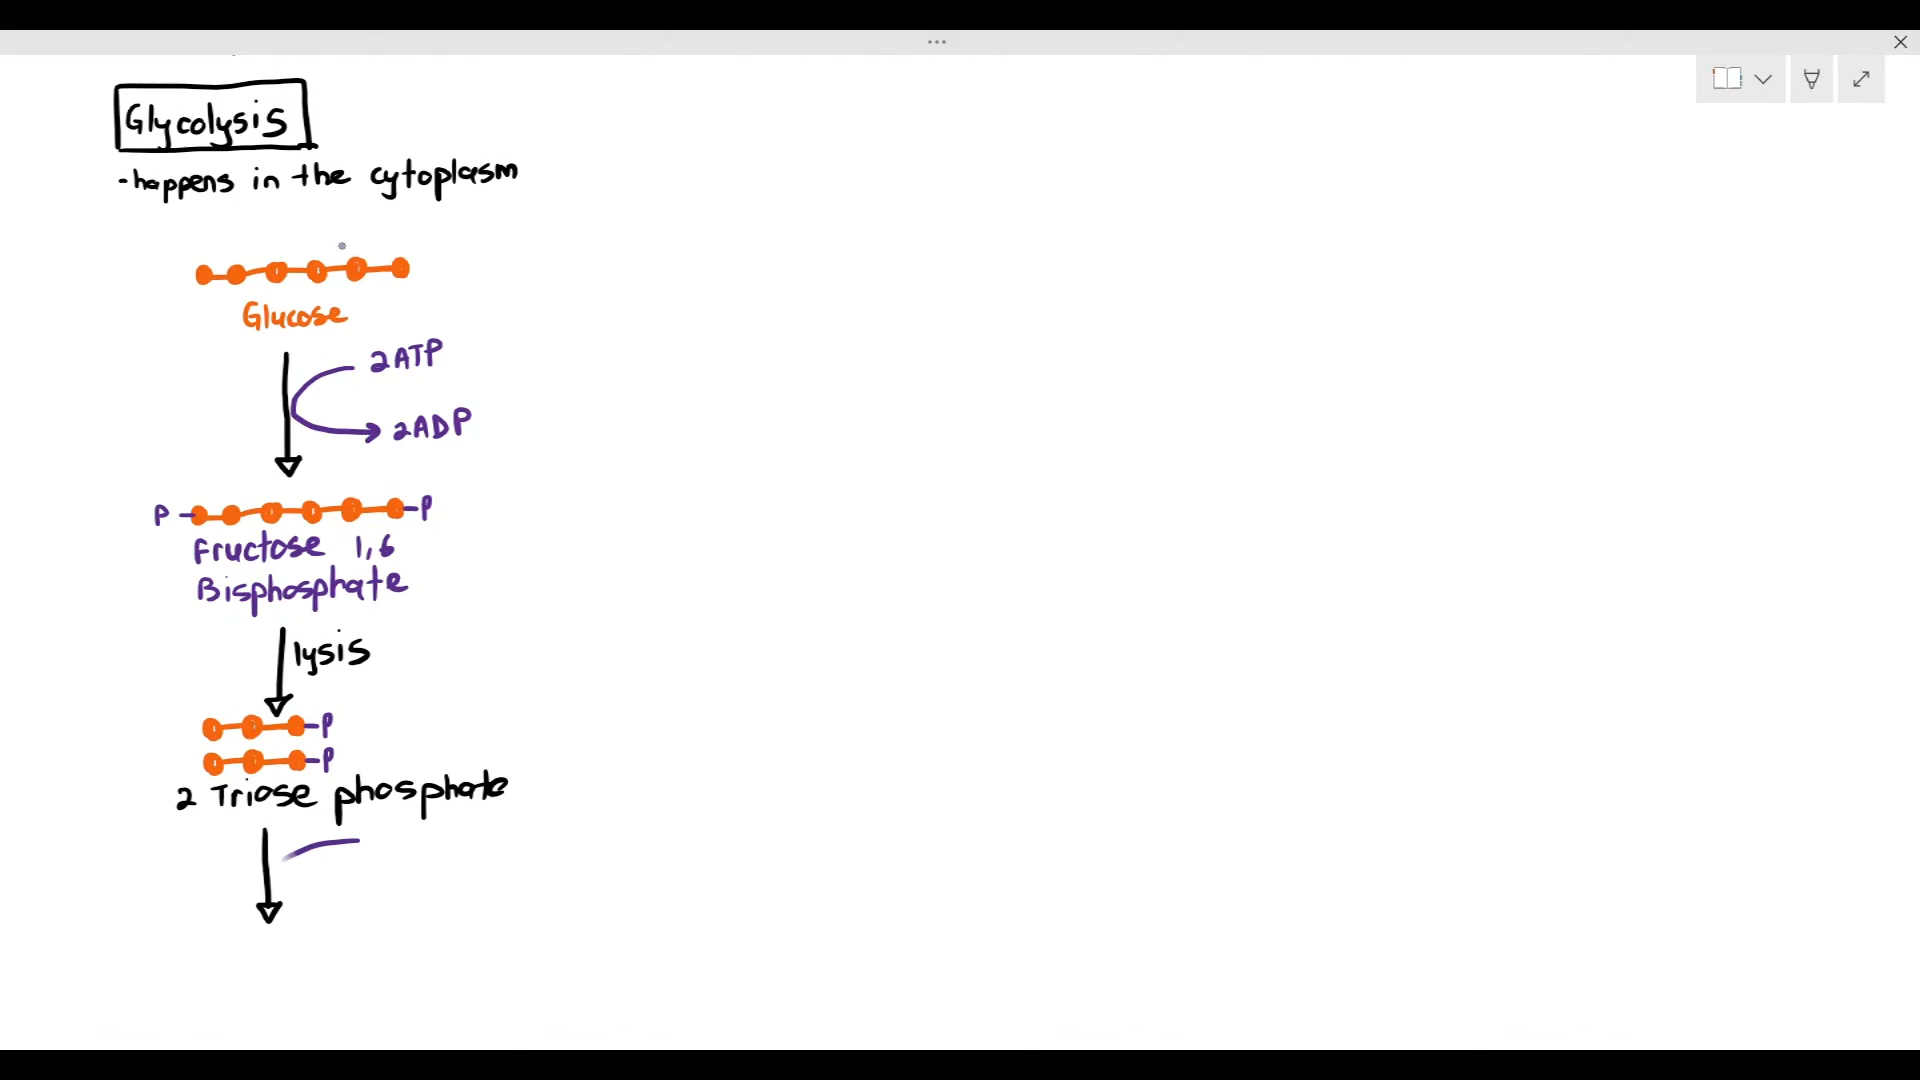 Glycolysis
-happens in the cytoplasm
Glucose
2ATP
2ADP
P
P
Fructose 1,6
Bisphosphate
lysis
P
P
2 Triose phosphate